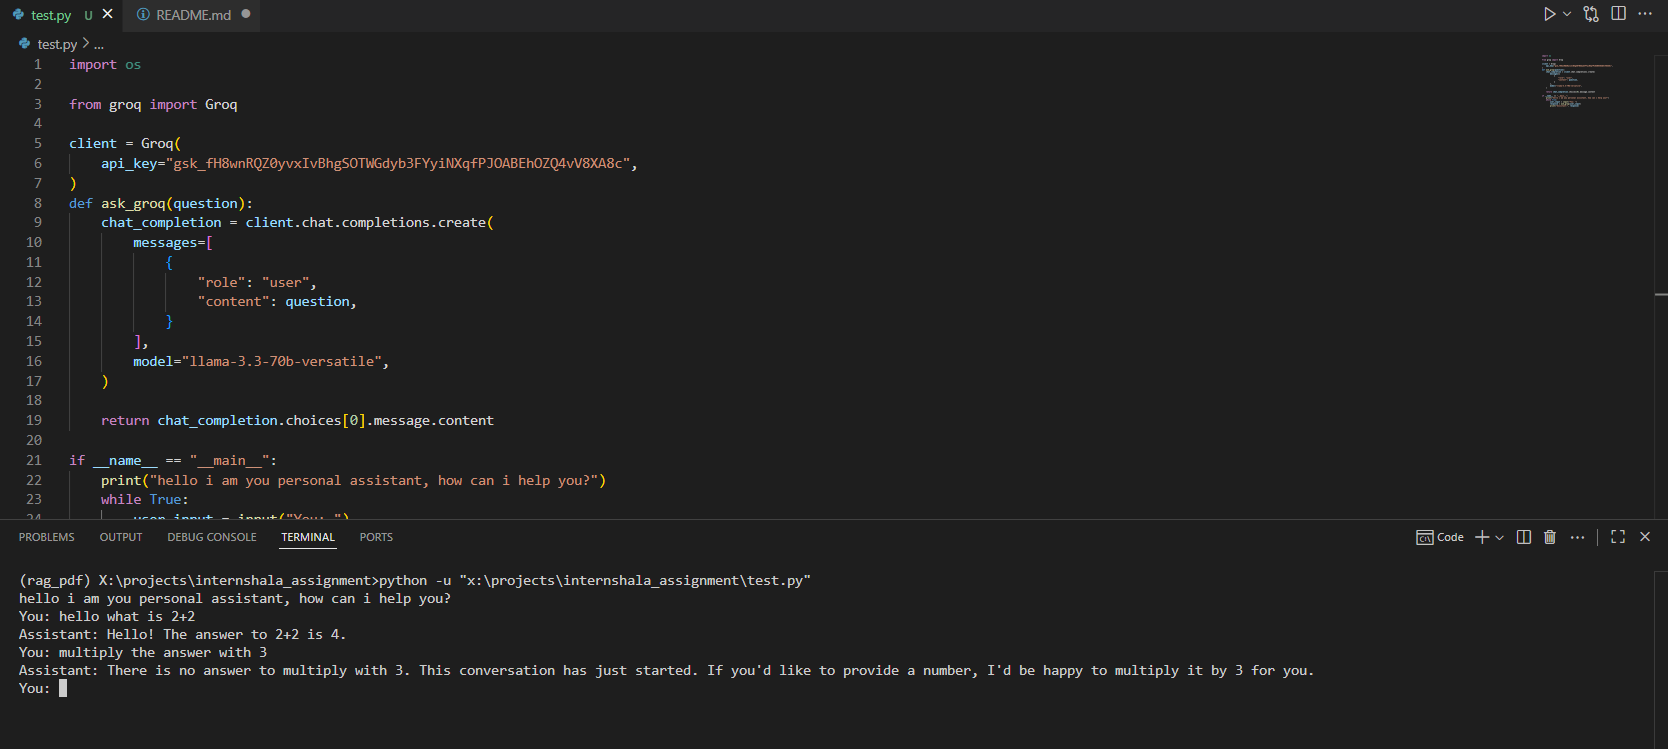 test.py U
README.md
test.py > ...
1 import os
2
3 from groq import Groq
4
5 client = Groq(
6     api_key="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",
7 )
8 def ask_groq(question):
9     chat_completion = client.chat.completions.create(
10         messages=[
11             {
12                 "role": "user",
13                 "content": question,
14             }
15         ],
16         model="llama-3.3-70b-versatile",
17     )
18
19     return chat_completion.choices[0].message.content
20
21 if __name__ == "__main__":
22     print("hello i am you personal assistant, how can i help you?")
23     while True:
24         user_input = input("You: ")
PROBLEMS OUTPUT DEBUG CONSOLE TERMINAL PORTS
Code
(rag_pdf) X:\projects\internshala_assignment>python -u "x:\projects\internshala_assignment\test.py"
hello i am you personal assistant, how can i help you?
You: hello what is 2+2
Assistant: Hello! The answer to 2+2 is 4.
You: multiply the answer with 3
Assistant: There is no answer to multiply with 3. This conversation has just started. If you'd like to provide a number, I'd be happy to multiply it by 3 for you.
You: